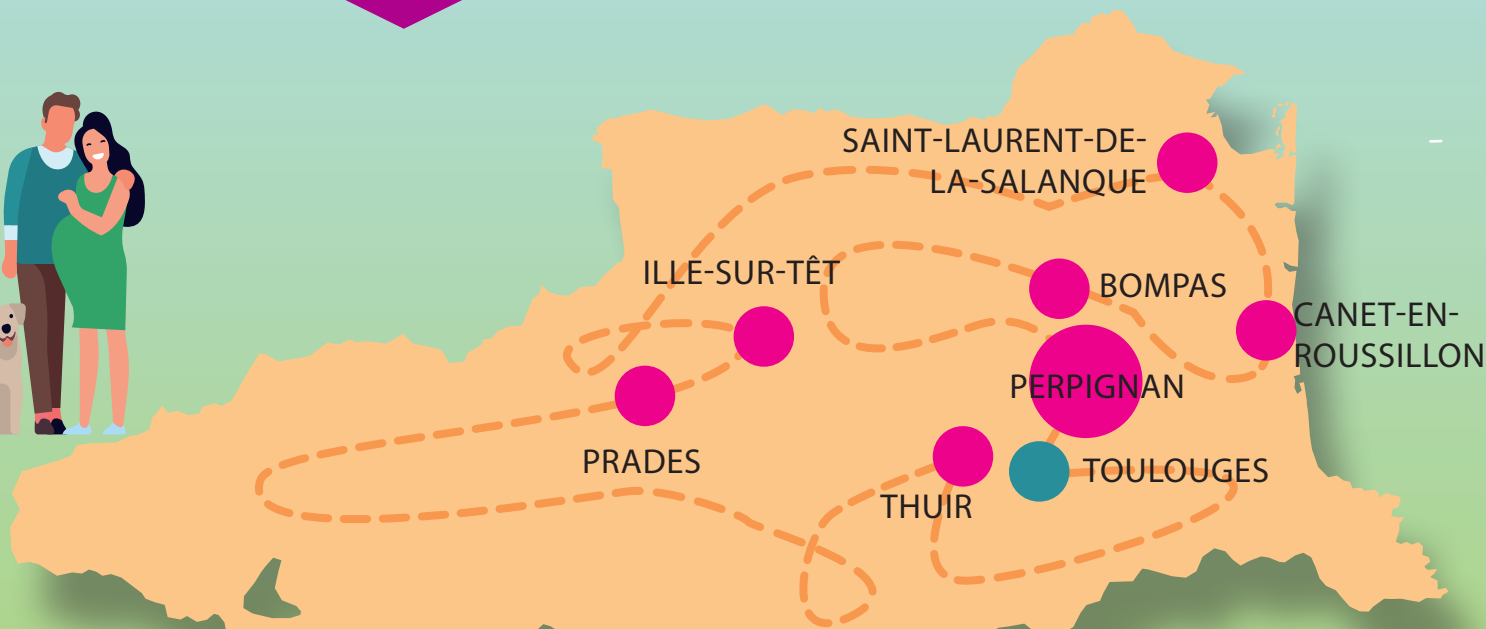 SAINT-LAURENT-DE-
LA-SALANQUE
ILLE-SUR-TÊT
BOMPAS
CANET-EN-
ROUSSILLON
PERPIGNAN
PRADES
TOULOUGES
THUIR